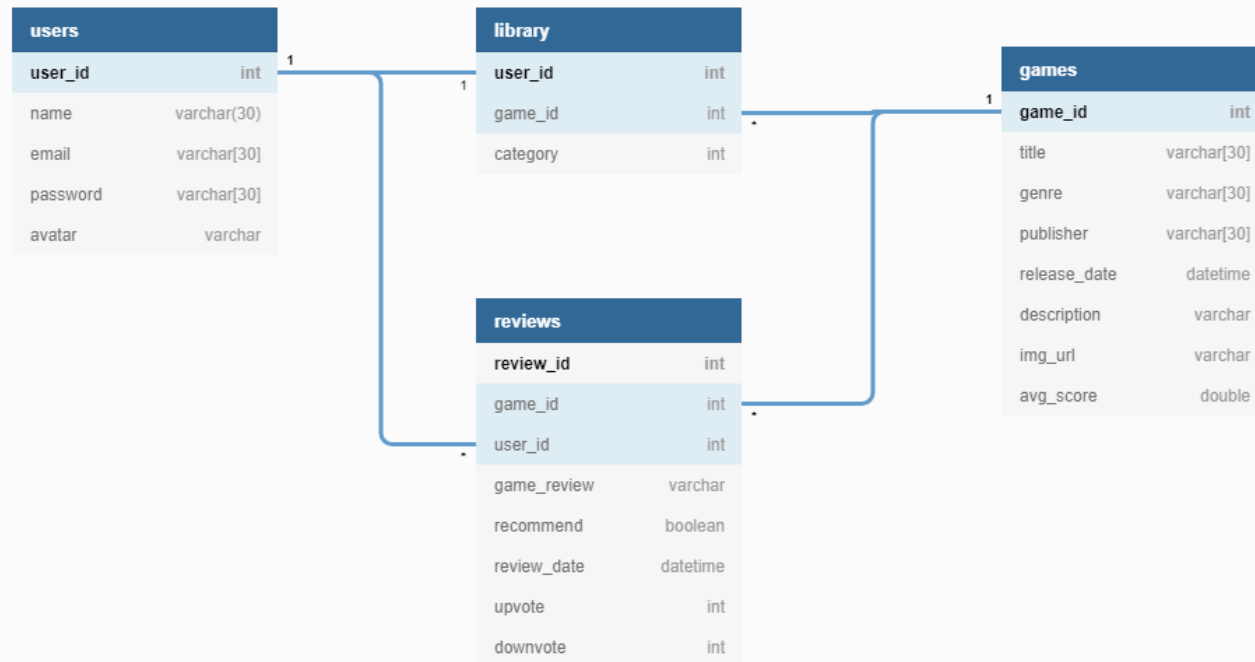 users
user_id int
name varchar(30)
email varchar[30]
password varchar[30]
avatar varchar
1
1
library
user_id int
game_id int
category int
*
1
games
game_id int
title varchar[30]
genre varchar[30]
publisher varchar[30]
release_date datetime
description varchar
img_url varchar
avg_score double
reviews
review_id int
game_id int
user_id int
game_review varchar
recommend boolean
review_date datetime
upvote int
downvote int
*
*